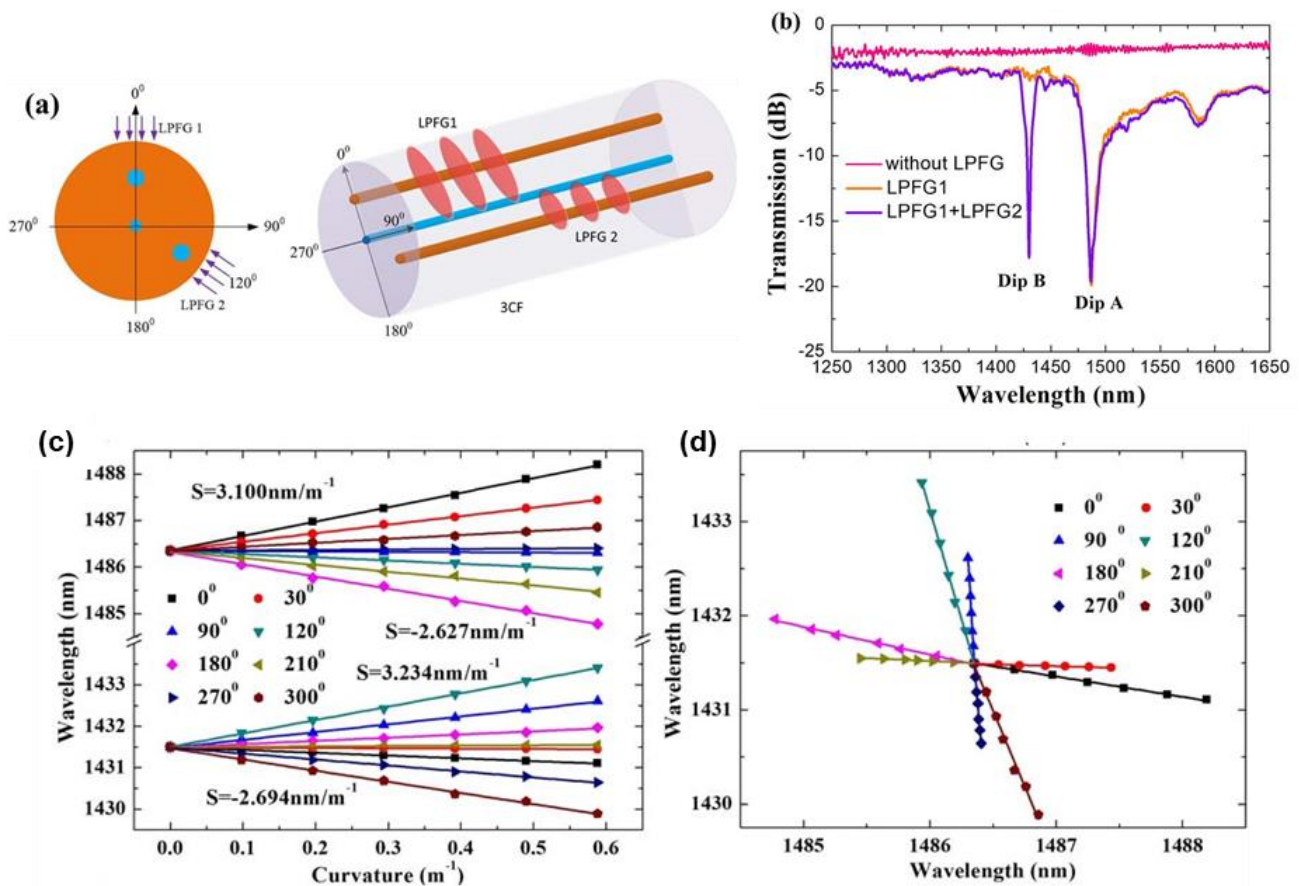 (a)
0⁰
LPFG 1
270⁰
90⁰
120⁰
LPFG 2
180⁰
0⁰
LPFG1
90⁰
270⁰
LPFG 2
180⁰
3CF
(b)
0
-5
-10
-15
-20
-25
Transmission (dB)
without LPFG
LPFG1
LPFG1+LPFG2
Dip B
Dip A
1250 1300 1350 1400 1450 1500 1550 1600 1650
Wavelength (nm)
(c)
1488
1487
1486
1485
1433
1432
1431
1430
Wavelength (nm)
S=3.100nm/m⁻¹
0⁰ 30⁰
90⁰ 120⁰
180⁰ 210⁰
270⁰ 300⁰
S=-2.627nm/m⁻¹
S=3.234nm/m⁻¹
S=-2.694nm/m⁻¹
0.0 0.1 0.2 0.3 0.4 0.5 0.6
Curvature (m⁻¹)
(d)
1433
1432
1431
1430
Wavelength (nm)
0⁰ 30⁰
90⁰ 120⁰
180⁰ 210⁰
270⁰ 300⁰
1485 1486 1487 1488
Wavelength (nm)